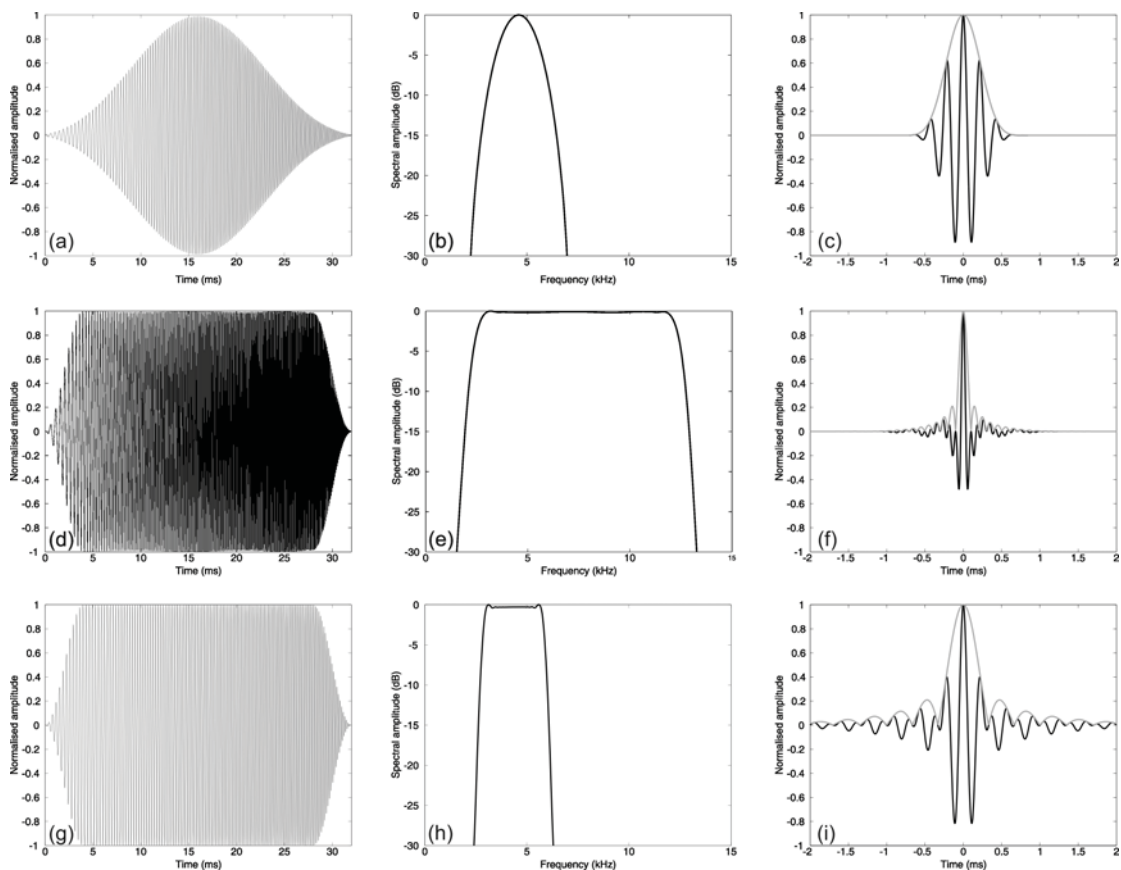 Normalised amplitude
1
0.8
0.6
0.4
0.2
0
-0.2
-0.4
-0.6
-0.8
-1
(a)
0 5 10 15 20 25 30
Time (ms)
Spectral amplitude (dB)
0
-5
-10
-15
-20
-25
-30
(b)
0 5 10 15
Frequency (kHz)
Normalised amplitude
1
0.8
0.6
0.4
0.2
0
-0.2
-0.4
-0.6
-0.8
-1
(c)
-2 -1.5 -1 -0.5 0 0.5 1 1.5 2
Time (ms)
Normalised amplitude
1
0.8
0.6
0.4
0.2
0
-0.2
-0.4
-0.6
-0.8
-1
(d)
0 5 10 15 20 25 30
Time (ms)
Spectral amplitude (dB)
0
-5
-10
-15
-20
-25
-30
(e)
0 5 10 15
Frequency (kHz)
Normalised amplitude
1
0.8
0.6
0.4
0.2
0
-0.2
-0.4
-0.6
-0.8
-1
(f)
-2 -1.5 -1 -0.5 0 0.5 1 1.5 2
Time (ms)
Normalised amplitude
1
0.8
0.6
0.4
0.2
0
-0.2
-0.4
-0.6
-0.8
-1
(g)
0 5 10 15 20 25 30
Time (ms)
Spectral amplitude (dB)
0
-5
-10
-15
-20
-25
-30
(h)
0 5 10 15
Frequency (kHz)
Normalised amplitude
1
0.8
0.6
0.4
0.2
0
-0.2
-0.4
-0.6
-0.8
-1
(i)
-2 -1.5 -1 -0.5 0 0.5 1 1.5 2
Time (ms)